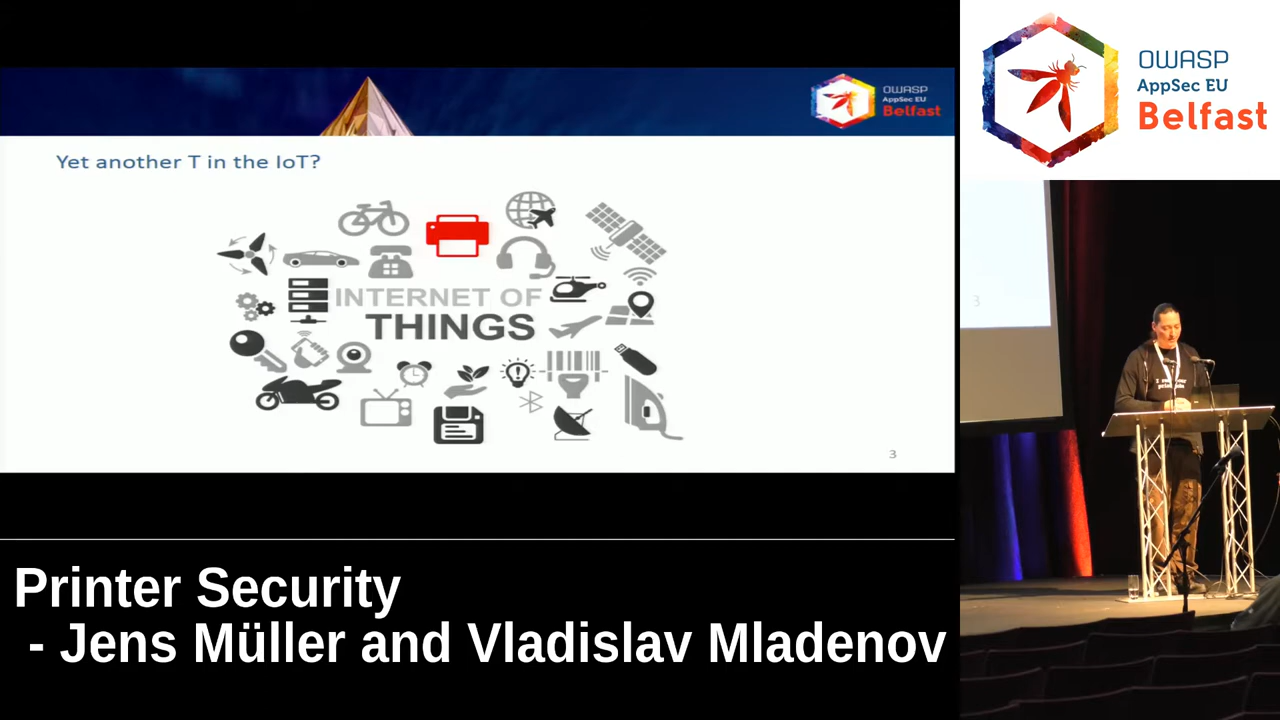 OWASP
AppSec EU
Belfast
Yet another T in the IoT?
INTERNET OF
THINGS
3
OWASP
AppSec EU
Belfast
3
Printer Security
- Jens Müller and Vladislav Mladenov